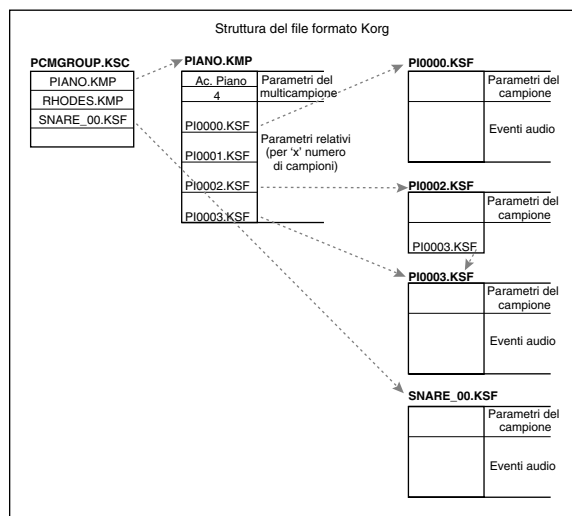 Struttura del file formato Korg
PCMGROUP.KSC
PIANO.KMP
RHODES.KMP
SNARE_00.KSF
PIANO.KMP
Ac. Piano
4
Parametri del
multicampione
PI0000.KSF
PI0001.KSF
PI0002.KSF
PI0003.KSF
Parametri relativi
(per 'x' numero
di campioni)
PI0000.KSF
Parametri del
campione
Eventi audio
PI0002.KSF
Parametri del
campione
PI0003.KSF
PI0003.KSF
Parametri del
campione
Eventi audio
SNARE_00.KSF
Parametri del
campione
Eventi audio